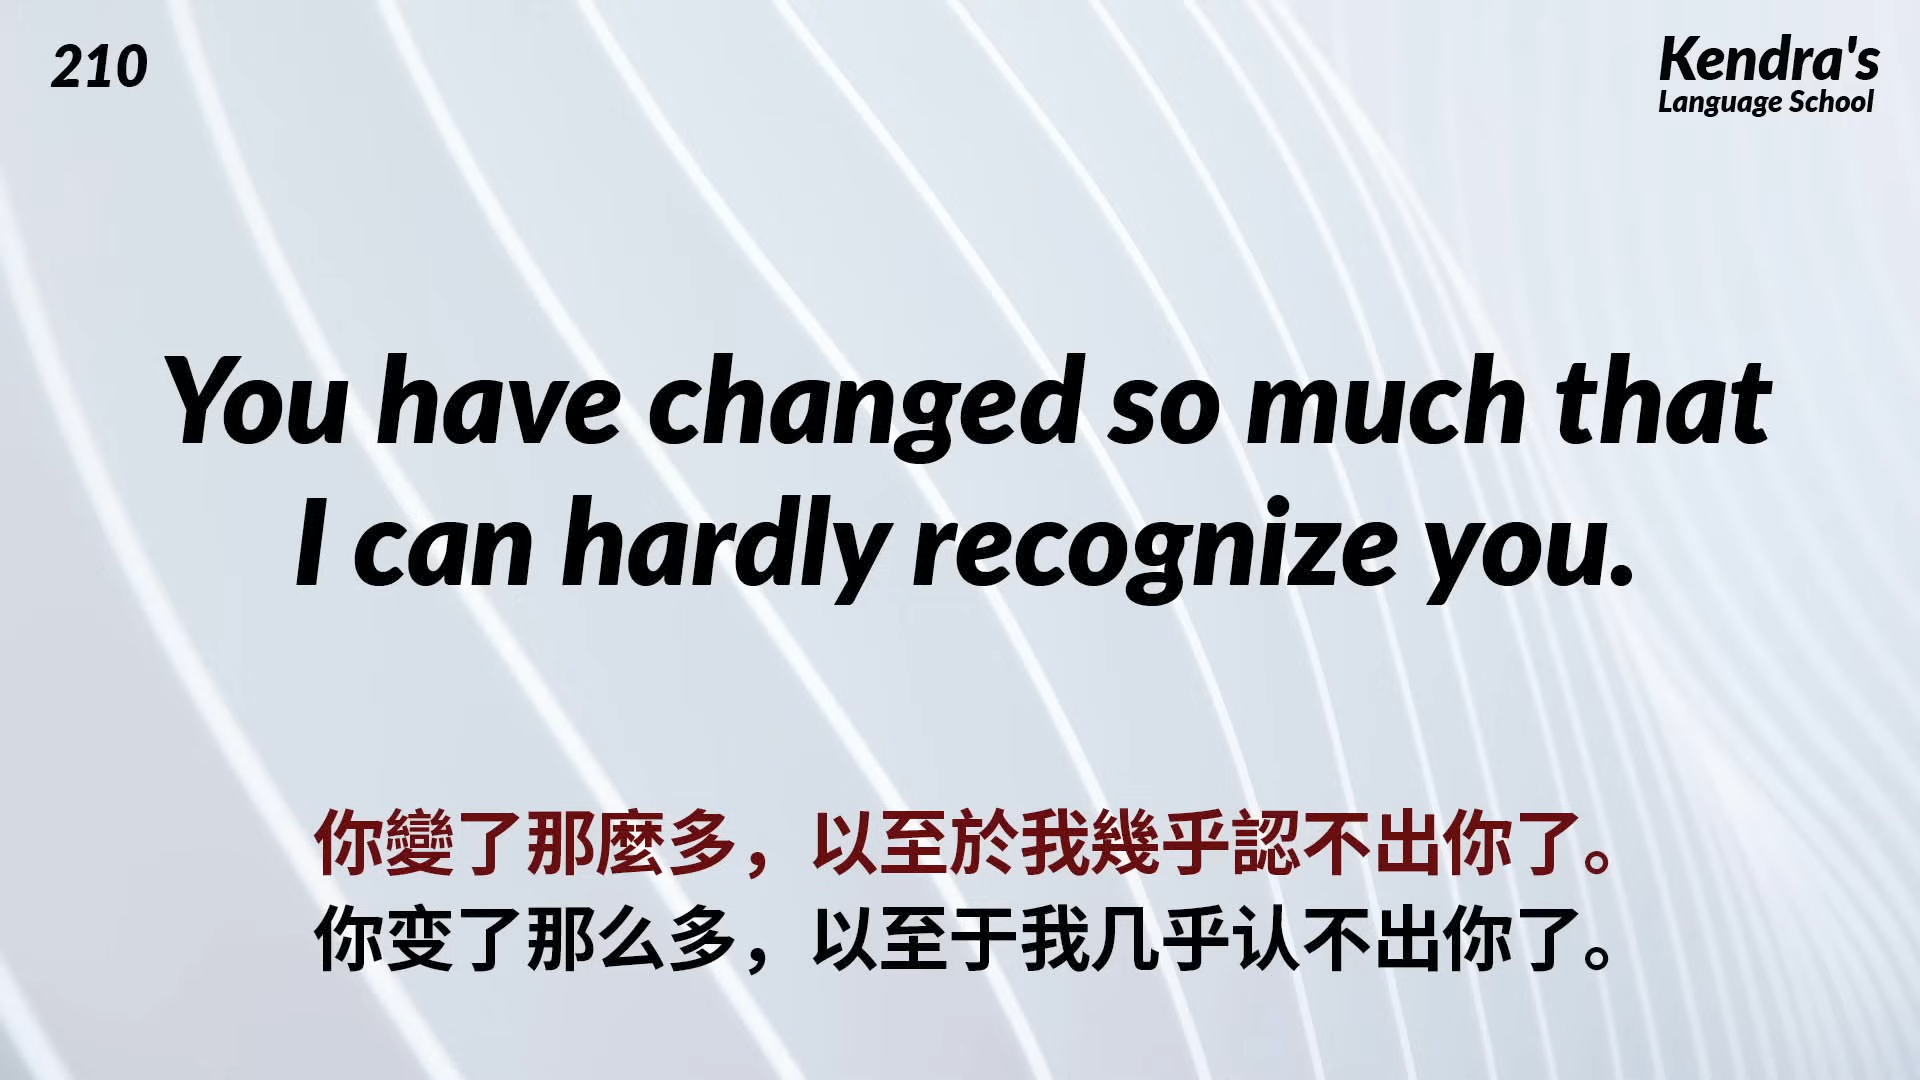 210
Kendra's
Language School
You have changed so much that
I can hardly recognize you.
你變了那麼多，以至於我幾乎認不出你了。
你变了那么多，以至于我几乎认不出你了。